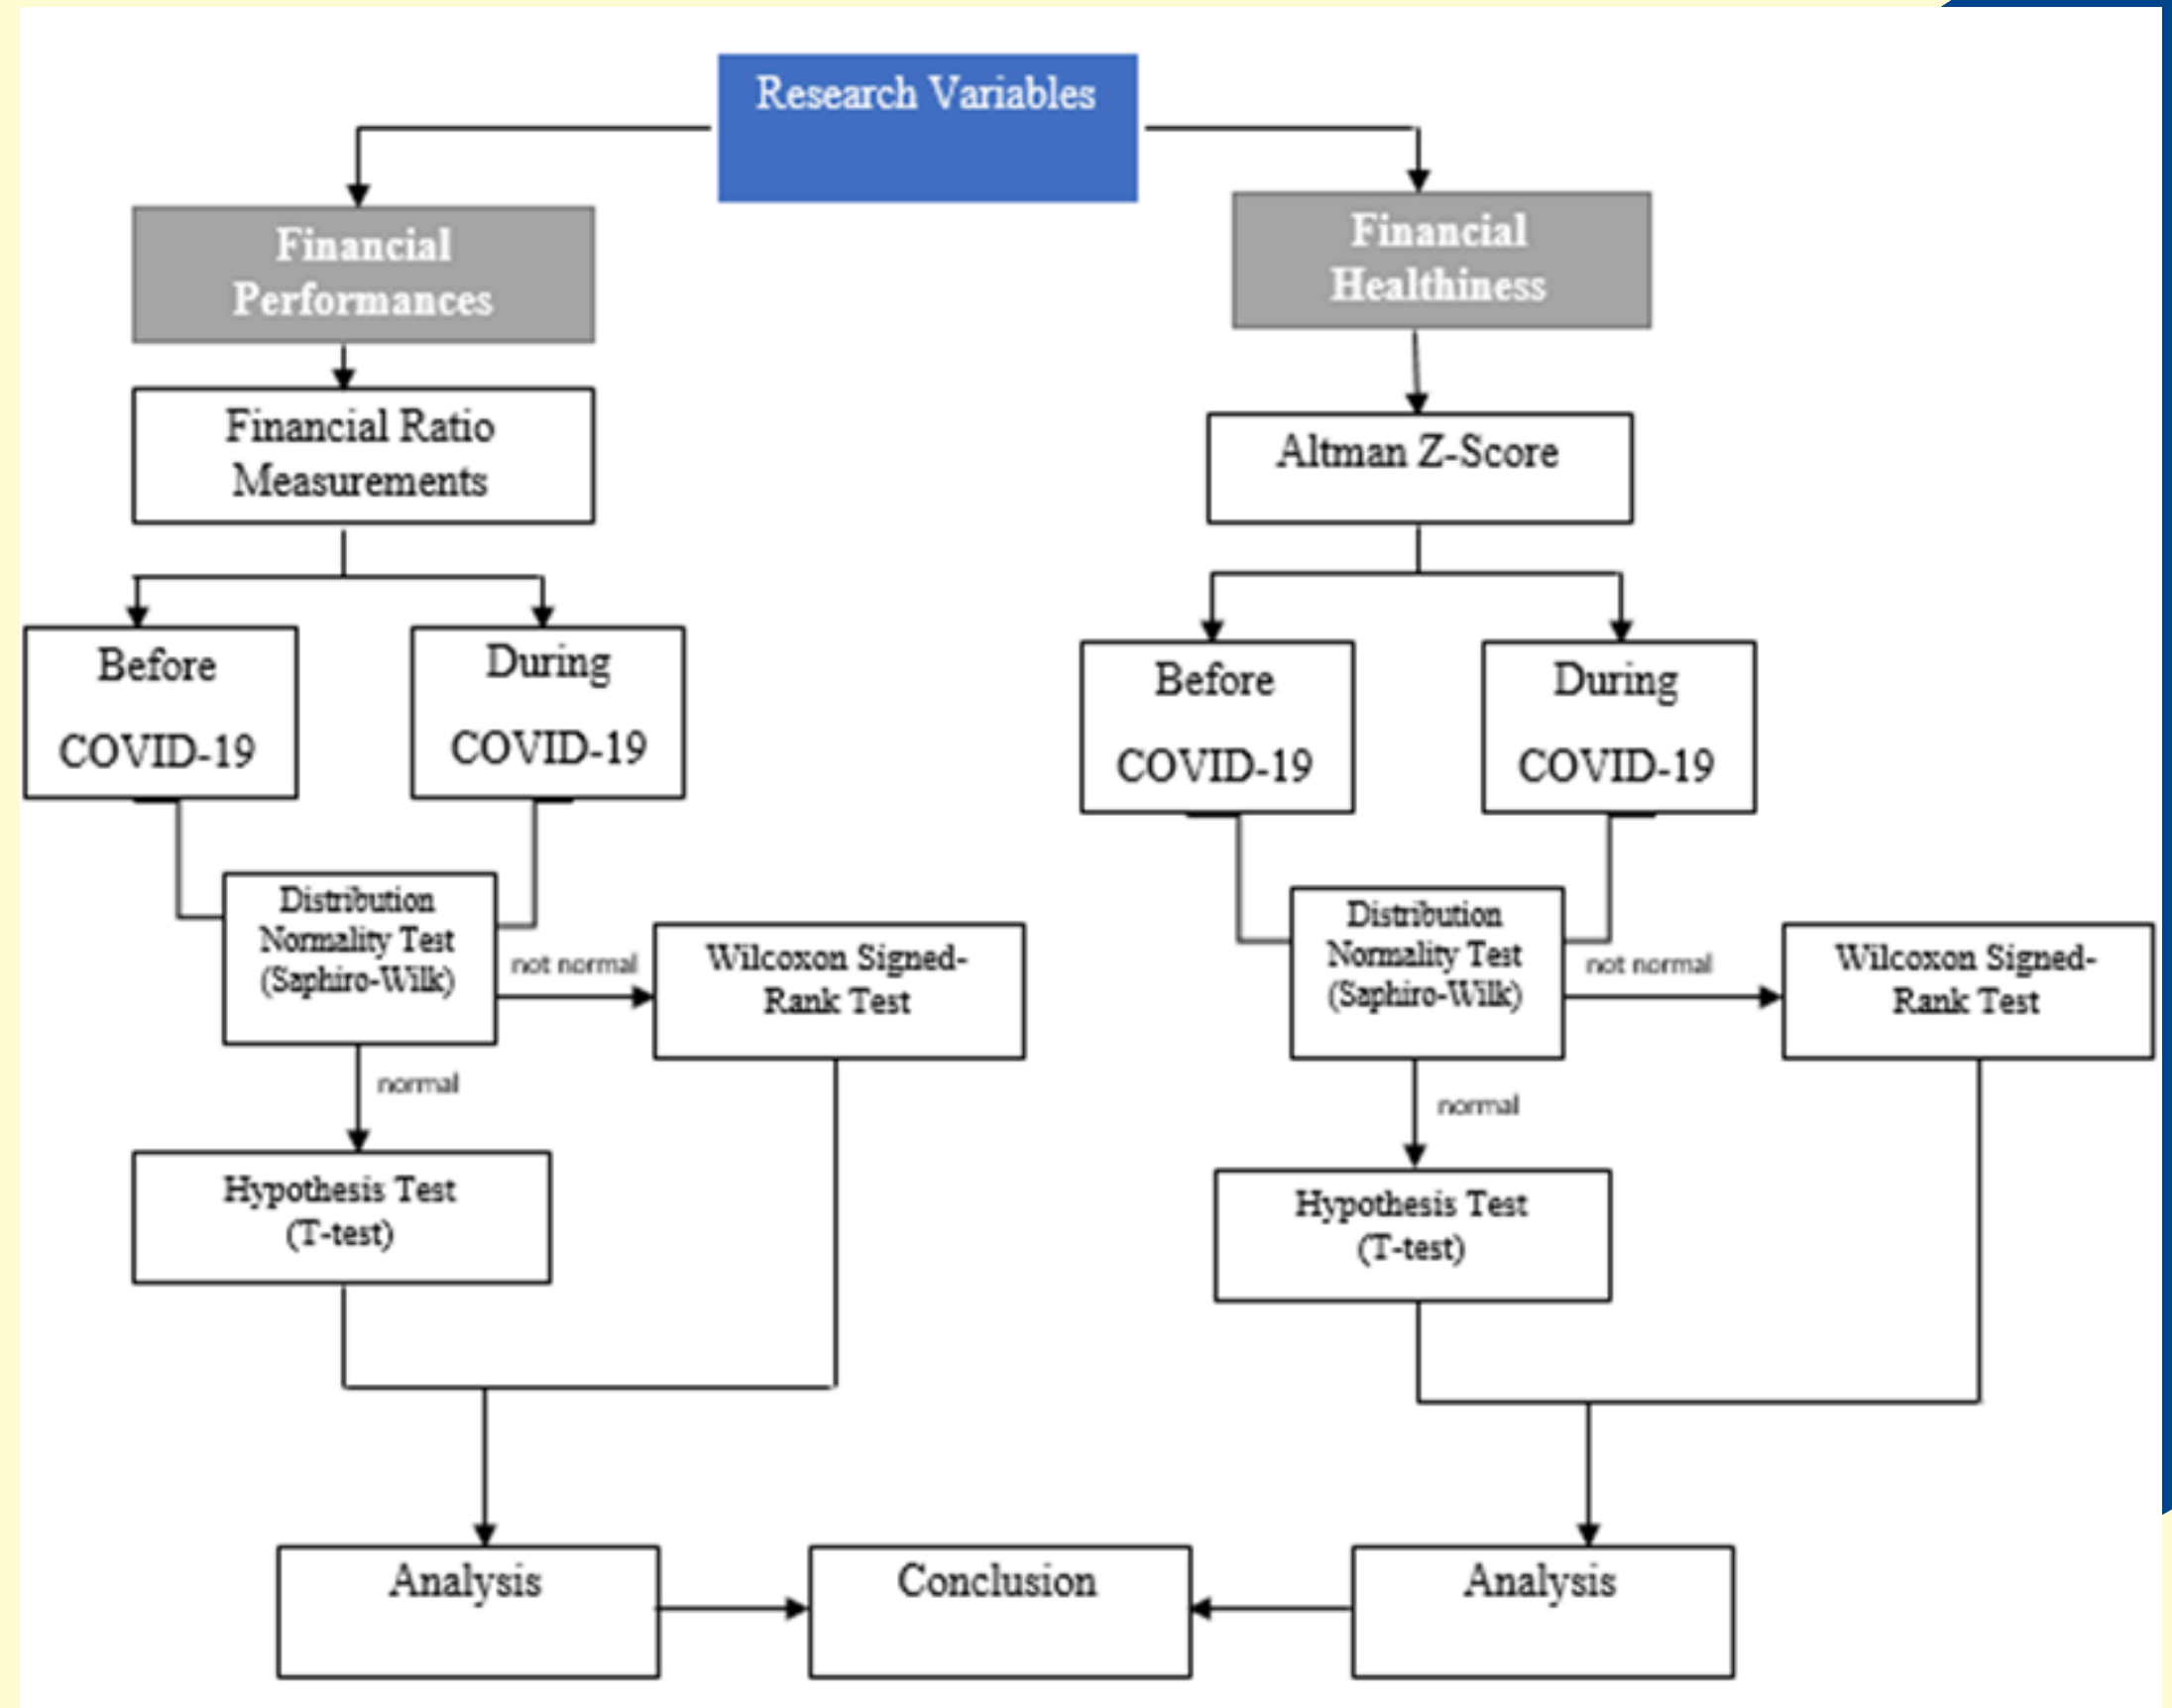 Research Variables
Financial
Performances
Financial
Healthiness
Financial Ratio
Measurements
Altman Z-Score
Before
COVID-19
During
COVID-19
Before
COVID-19
During
COVID-19
Distribution
Normality Test
(Saphiro-Wilk)
not normal
Wilcoxon Signed-
Rank Test
Distribution
Normality Test
(Saphiro-Wilk)
not normal
Wilcoxon Signed-
Rank Test
normal
normal
Hypothesis Test
(T-test)
Hypothesis Test
(T-test)
Analysis
Conclusion
Analysis